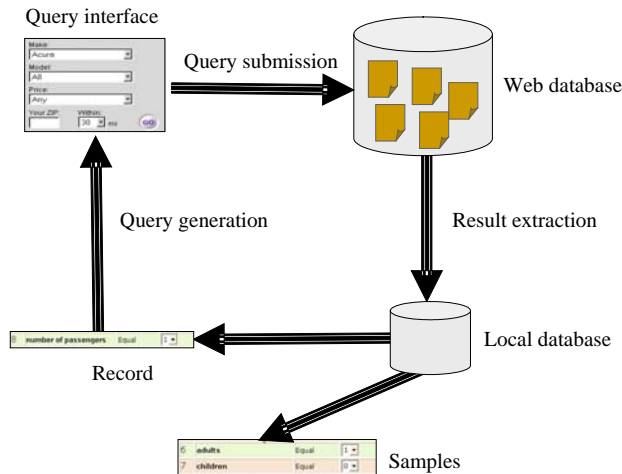 Query interface
Make:
Acura
Model:
All
Price:
Any
Your ZIP: Within:
30 mi GO
Query submission
Web database
Query generation
Result extraction
8 number of passengers Equal 1
Local database
Record
6 adults Equal 1
7 children Equal 0
Samples